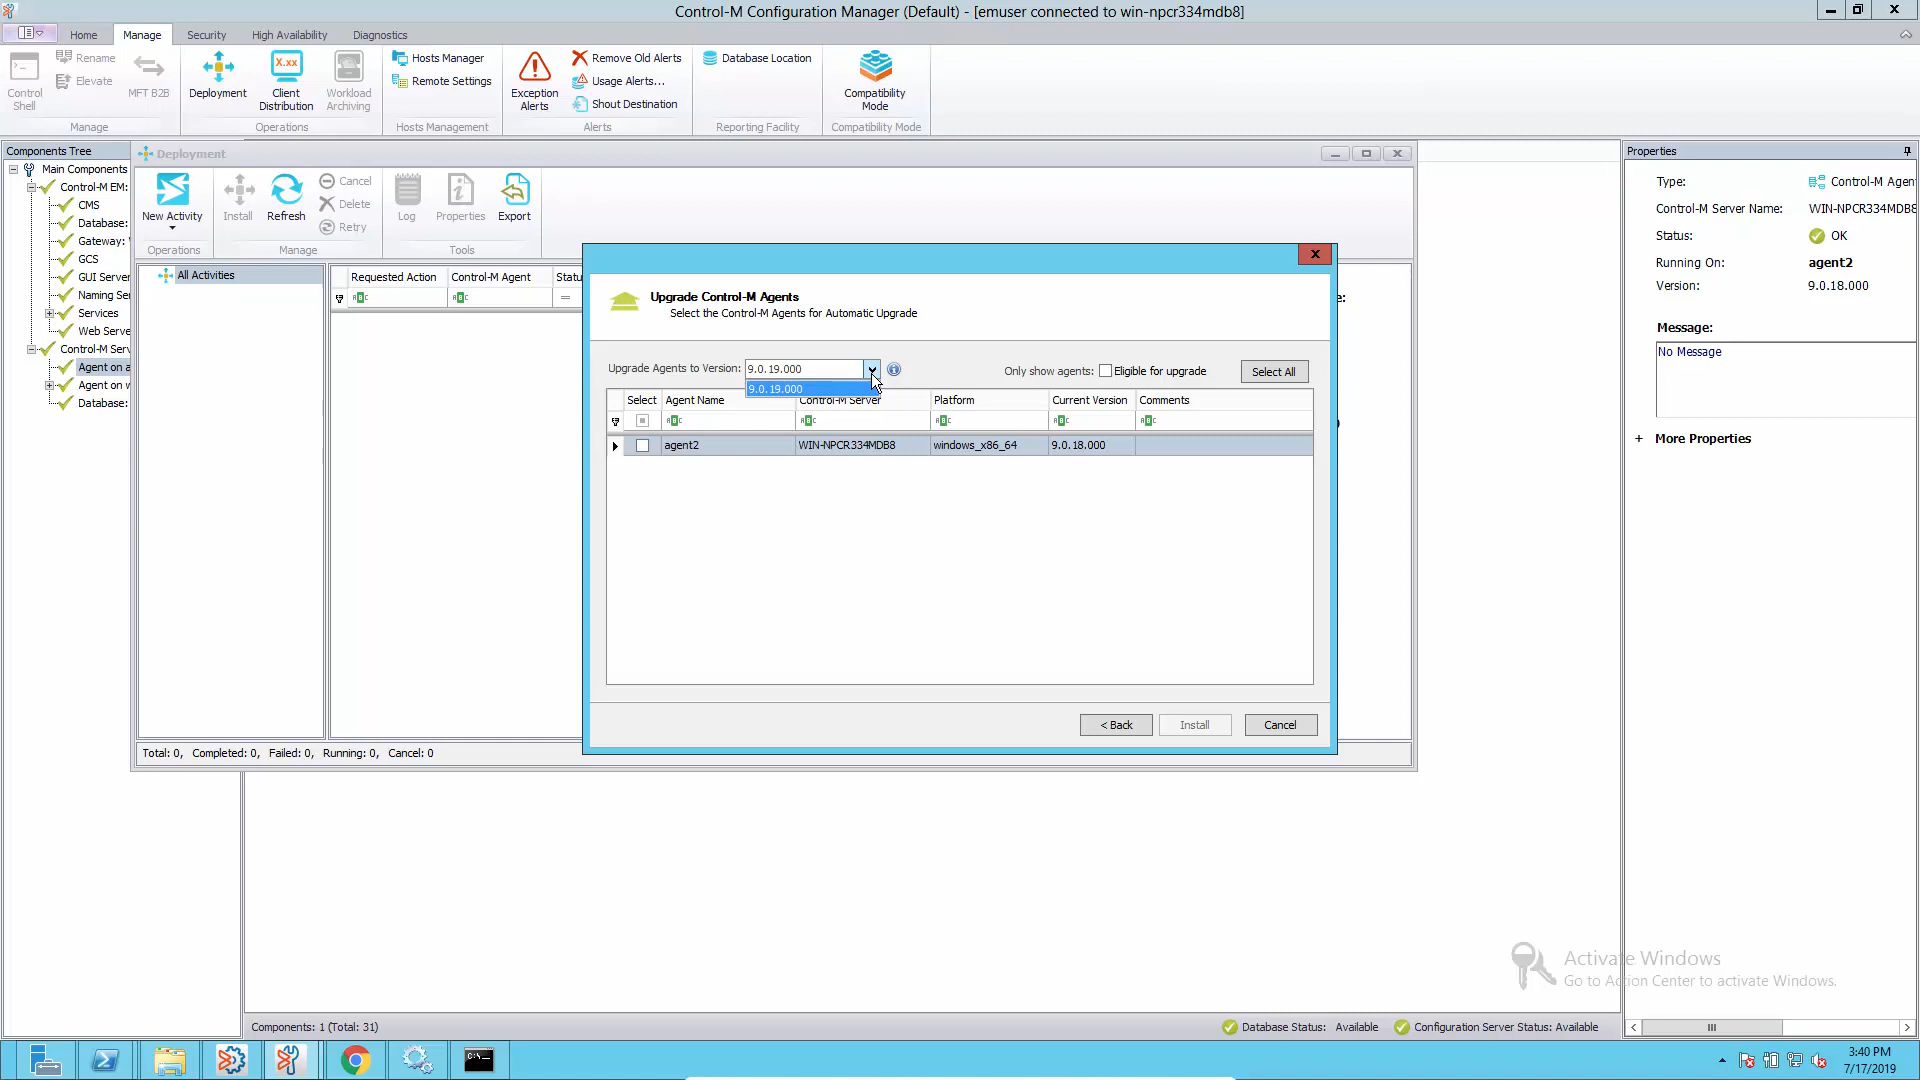 Control-M Configuration Manager (Default) - [emuser connected to win-npcr334mdb8]
Home
Manage
Security
High Availability
Diagnostics
Control Shell
Rename
Elevate
MFT B2B
Manage
Deployment
Client Distribution
Workload Archiving
Operations
Hosts Manager
Remote Settings
Hosts Management
Exception Alerts
Remove Old Alerts
Usage Alerts...
Shout Destination
Alerts
Database Location
Reporting Facility
Compatibility Mode
Compatibility Mode
X.xx
Components Tree
Main Components
Control-M EM:
CMS
Database:
Gateway:
GCS
GUI Server
Naming Se
Services
Web Serve
Control-M Serv
Agent on a
Agent on w
Database:
Deployment
New Activity
Operations
Install
Refresh
Cancel
Delete
Retry
Manage
Log
Properties
Export
Tools
All Activities
Requested Action
Control-M Agent
Statu
Total: 0, Completed: 0, Failed: 0, Running: 0, Cancel: 0
Upgrade Control-M Agents
Select the Control-M Agents for Automatic Upgrade
Upgrade Agents to Version: 9.0.19.000
9.0.19.000
Only show agents: Eligible for upgrade
Select All
Select
Agent Name
Control-M Server
Platform
Current Version
Comments
agent2
WIN-NPCR334MDB8
windows_x86_64
9.0.18.000
< Back
Install
Cancel
Properties
Type: Control-M Agen
Control-M Server Name: WIN-NPCR334MDB8
Status: OK
Running On: agent2
Version: 9.0.18.000
Message:
No Message
+ More Properties
Activate Windows
Go to Action Center to activate Windows.
Components: 1 (Total: 31)
Database Status: Available
Configuration Server Status: Available
3:40 PM
7/17/2019